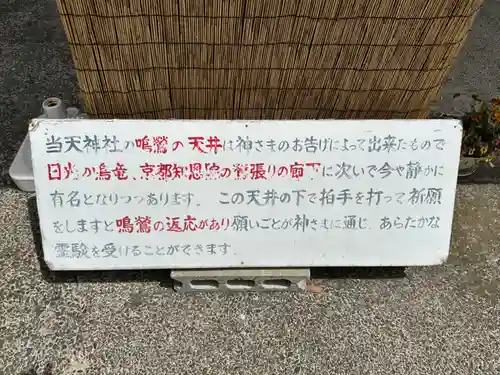 当天神社の鳴鶯の天井は神さまのお告げによって出来たもので
日光の鳴竜、京都知恩院の鶯張りの廊下に次いで今や静かに
有名となりつつあります。この天井の下で拍手を打って祈願
をしますと鳴鶯の返応があり願いごとが神さまに通じ、あらたかな
霊験を受けることができます。